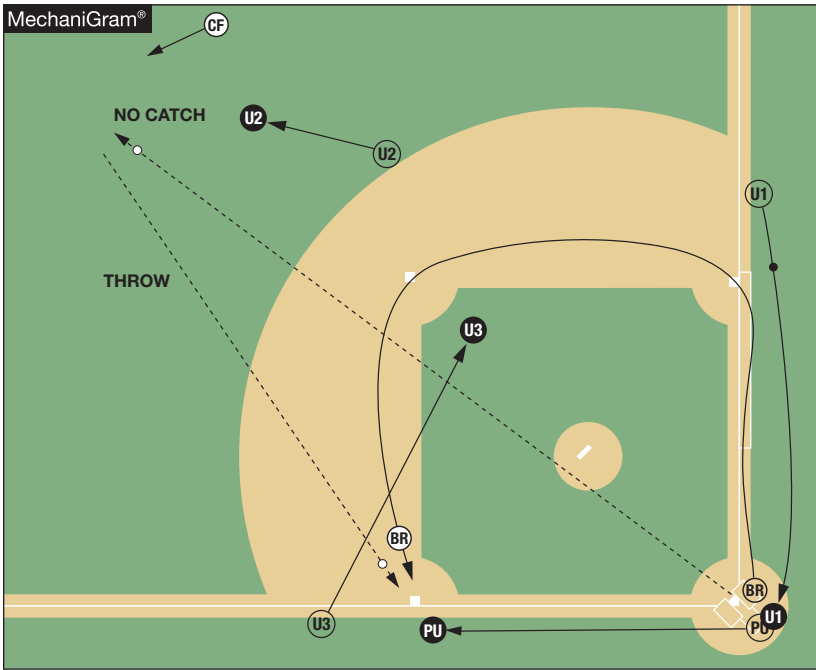 MechaniGram®
CF
NO CATCH
U2
U2
U1
THROW
U3
BR
BR
U1
U3
PU
PU